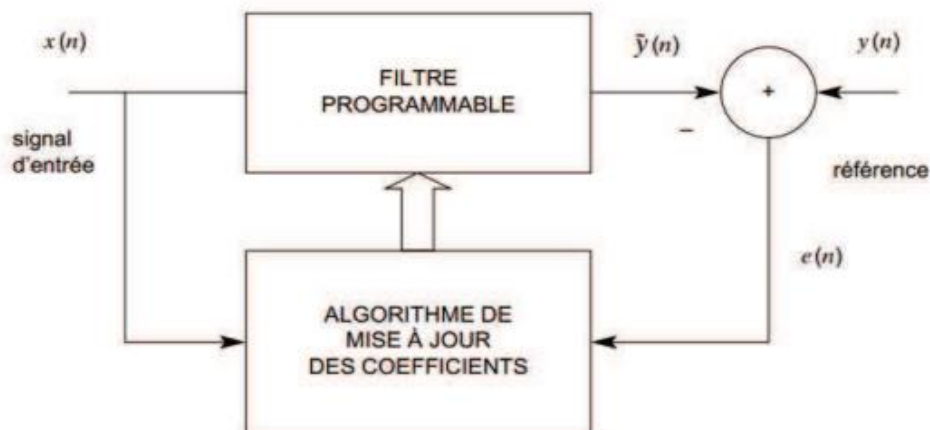 x(n)
FILTRE
PROGRAMMABLE
ỹ(n)
y(n)
+
−
signal
d'entrée
référence
e(n)
ALGORITHME DE
MISE À JOUR
DES COEFFICIENTS